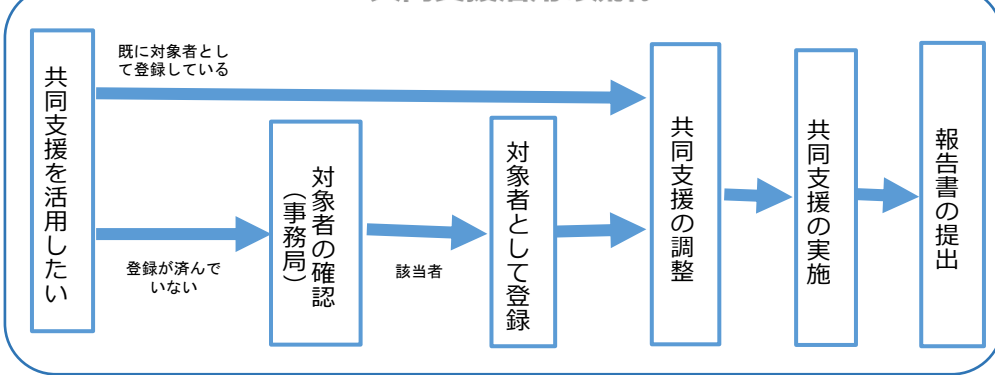 共同支援を活用したい
既に対象者とし
て登録している
登録が済んで
いない
対象者の確認
（事務局）
該当者
対象者として登録
共同支援の調整
共同支援の実施
報告書の提出